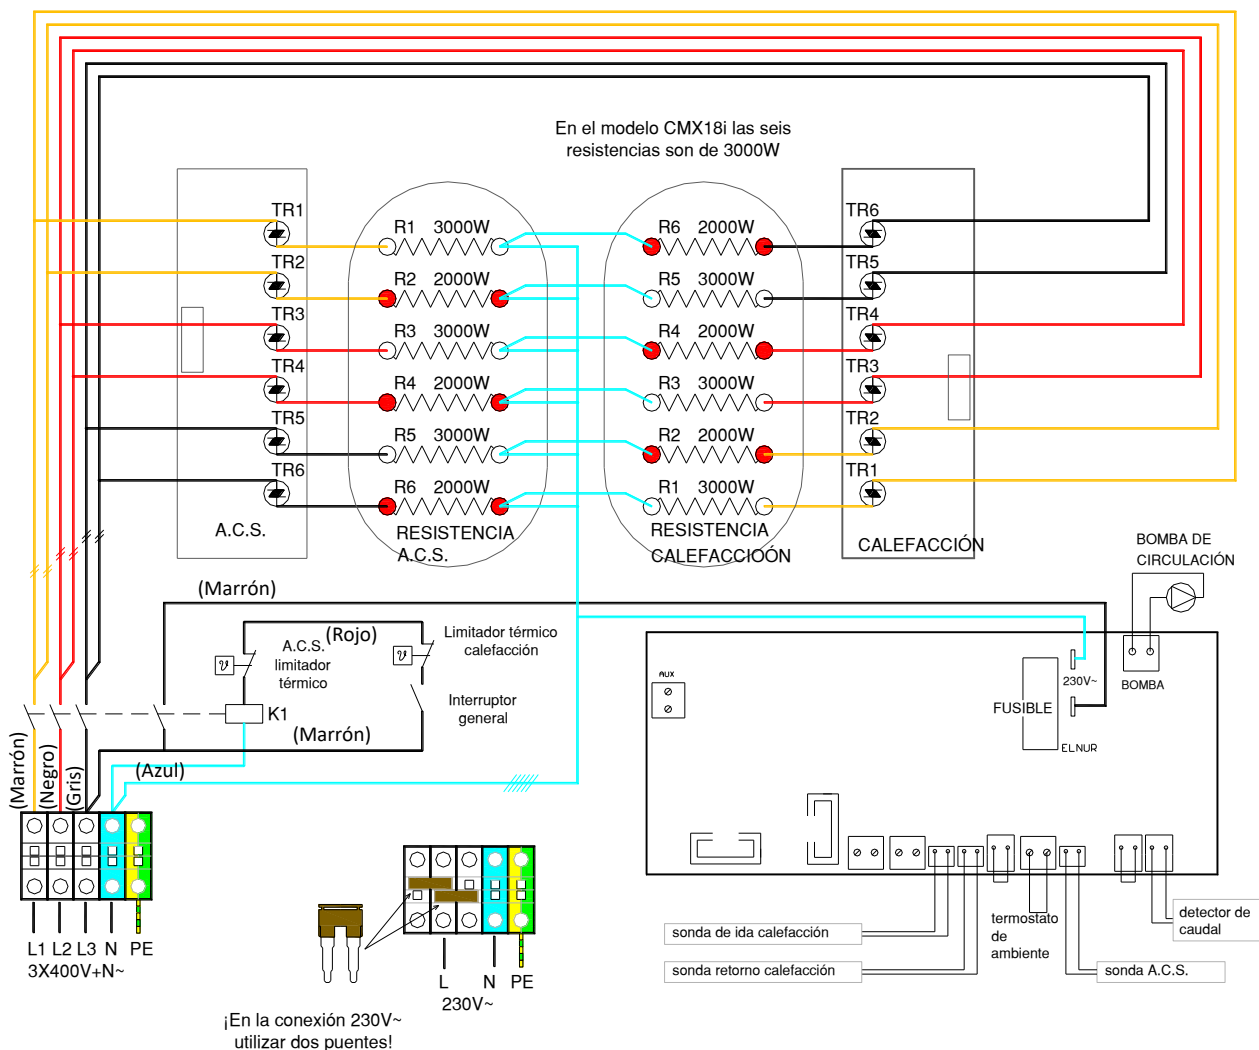 En el modelo CMX18i las seis
resistencias son de 3000W
TR1
TR2
TR3
TR4
TR5
TR6
A.C.S.
R1 3000W
R2 2000W
R3 3000W
R4 2000W
R5 3000W
R6 2000W
RESISTENCIA
A.C.S.
R6 2000W
R5 3000W
R4 2000W
R3 3000W
R2 2000W
R1 3000W
RESISTENCIA
CALEFACCIOÓN
TR6
TR5
TR4
TR3
TR2
TR1
CALEFACCIÓN
BOMBA DE
CIRCULACIÓN
(Marrón)
(Rojo)
A.C.S.
limitador
térmico
Limitador térmico
calefacción
Interruptor
general
K1
(Marrón)
(Azul)
(Marrón)
(Negro)
(Gris)
AUX
230V~
FUSIBLE
BOMBA
ELNUR
L1 L2 L3 N PE
3X400V+N~
L N PE
230V~
¡En la conexión 230V~
utilizar dos puentes!
sonda de ida calefacción
sonda retorno calefacción
termostato
de
ambiente
sonda A.C.S.
detector de
caudal